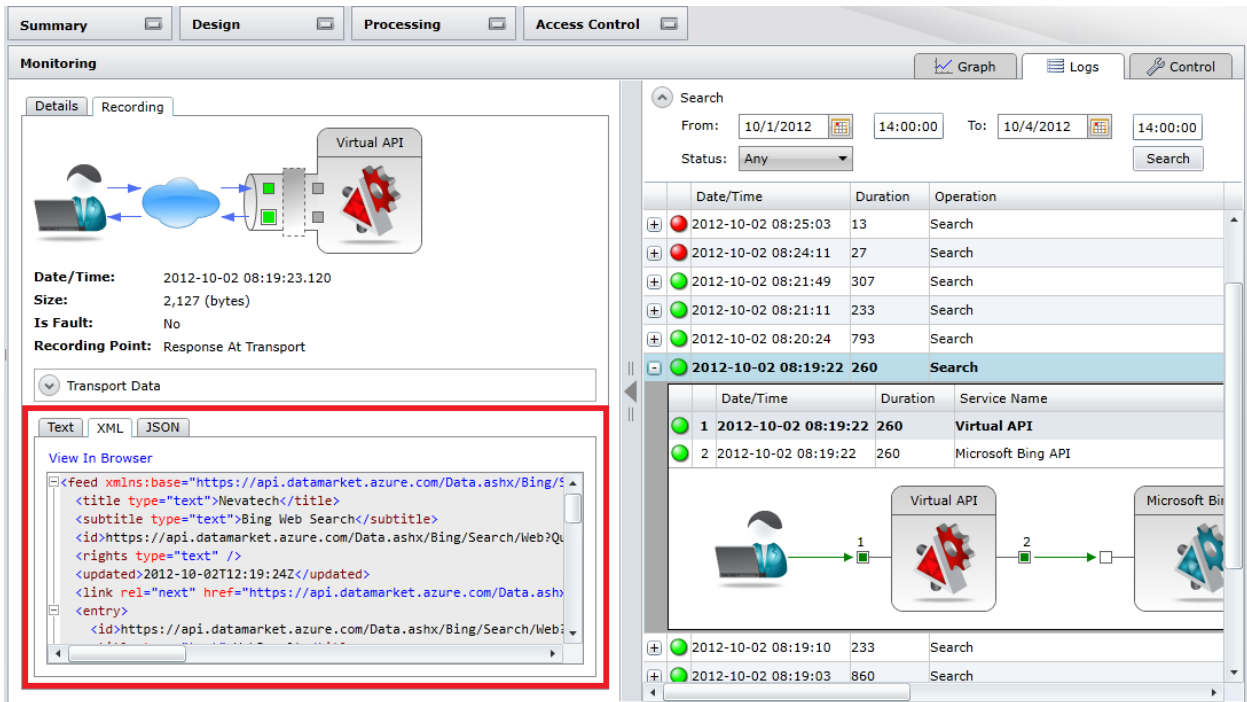 Summary Design Processing Access Control
Monitoring
Graph Logs Control
Details Recording
Virtual API
Date/Time: 2012-10-02 08:19:23.120
Size: 2,127 (bytes)
Is Fault: No
Recording Point: Response At Transport
Transport Data
Text XML JSON
View In Browser
<feed xmlns:base="https://api.datamarket.azure.com/Data.ashx/Bing/S
<title type="text">Nevatech</title>
<subtitle type="text">Bing Web Search</subtitle>
<id>https://api.datamarket.azure.com/Data.ashx/Bing/Search/Web?Qu
<rights type="text" />
<updated>2012-10-02T12:19:24Z</updated>
<link rel="next" href="https://api.datamarket.azure.com/Data.ashx
<entry>
<id>https://api.datamarket.azure.com/Data.ashx/Bing/Search/Web?
Search
From: 10/1/2012 14:00:00 To: 10/4/2012 14:00:00
Status: Any Search
Date/Time Duration Operation
2012-10-02 08:25:03 13 Search
2012-10-02 08:24:11 27 Search
2012-10-02 08:21:49 307 Search
2012-10-02 08:21:11 233 Search
2012-10-02 08:20:24 793 Search
2012-10-02 08:19:22 260 Search
Date/Time Duration Service Name
1 2012-10-02 08:19:22 260 Virtual API
2 2012-10-02 08:19:22 260 Microsoft Bing API
Virtual API Microsoft Bi
1 2
2012-10-02 08:19:10 233 Search
2012-10-02 08:19:03 860 Search